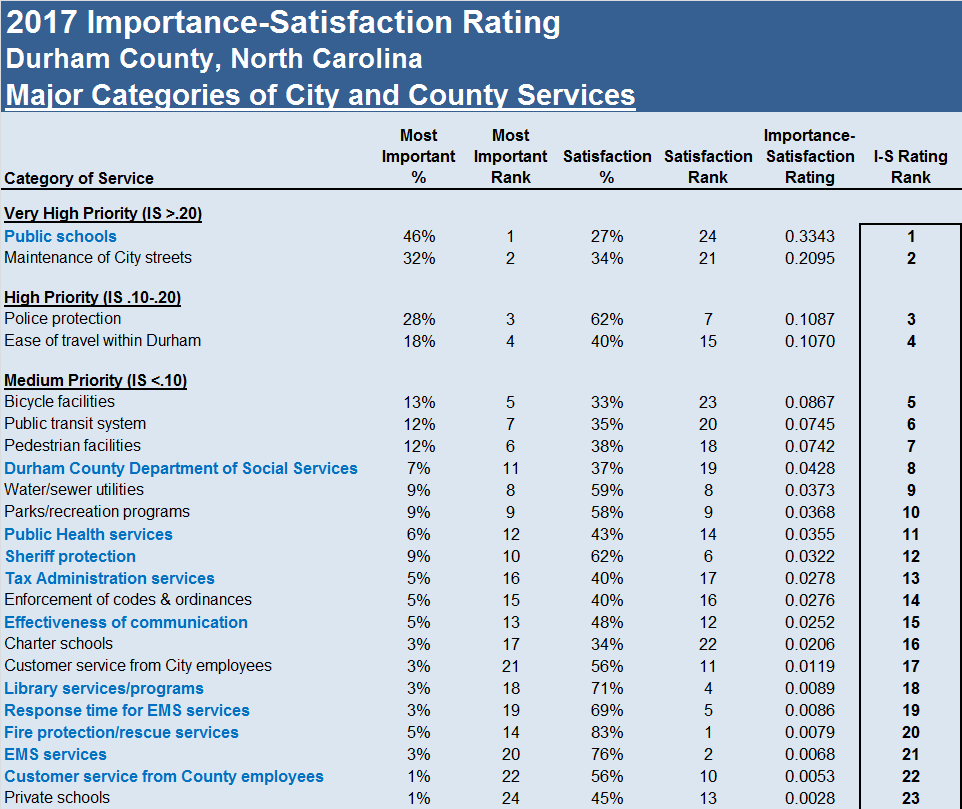 2017 Importance-Satisfaction Rating
Durham County, North Carolina
Major Categories of City and County Services
Category of Service Most Important % Most Important Rank Satisfaction % Satisfaction Rank Importance-Satisfaction Rating I-S Rating Rank
Very High Priority (IS >.20)
Public schools 46% 1 27% 24 0.3343 1
Maintenance of City streets 32% 2 34% 21 0.2095 2
High Priority (IS .10-.20)
Police protection 28% 3 62% 7 0.1087 3
Ease of travel within Durham 18% 4 40% 15 0.1070 4
Medium Priority (IS <.10)
Bicycle facilities 13% 5 33% 23 0.0867 5
Public transit system 12% 7 35% 20 0.0745 6
Pedestrian facilities 12% 6 38% 18 0.0742 7
Durham County Department of Social Services 7% 11 37% 19 0.0428 8
Water/sewer utilities 9% 8 59% 8 0.0373 9
Parks/recreation programs 9% 9 58% 9 0.0368 10
Public Health services 6% 12 43% 14 0.0355 11
Sheriff protection 9% 10 62% 6 0.0322 12
Tax Administration services 5% 16 40% 17 0.0278 13
Enforcement of codes & ordinances 5% 15 40% 16 0.0276 14
Effectiveness of communication 5% 13 48% 12 0.0252 15
Charter schools 3% 17 34% 22 0.0206 16
Customer service from City employees 3% 21 56% 11 0.0119 17
Library services/programs 3% 18 71% 4 0.0089 18
Response time for EMS services 3% 19 69% 5 0.0086 19
Fire protection/rescue services 5% 14 83% 1 0.0079 20
EMS services 3% 20 76% 2 0.0068 21
Customer service from County employees 1% 22 56% 10 0.0053 22
Private schools 1% 24 45% 13 0.0028 23